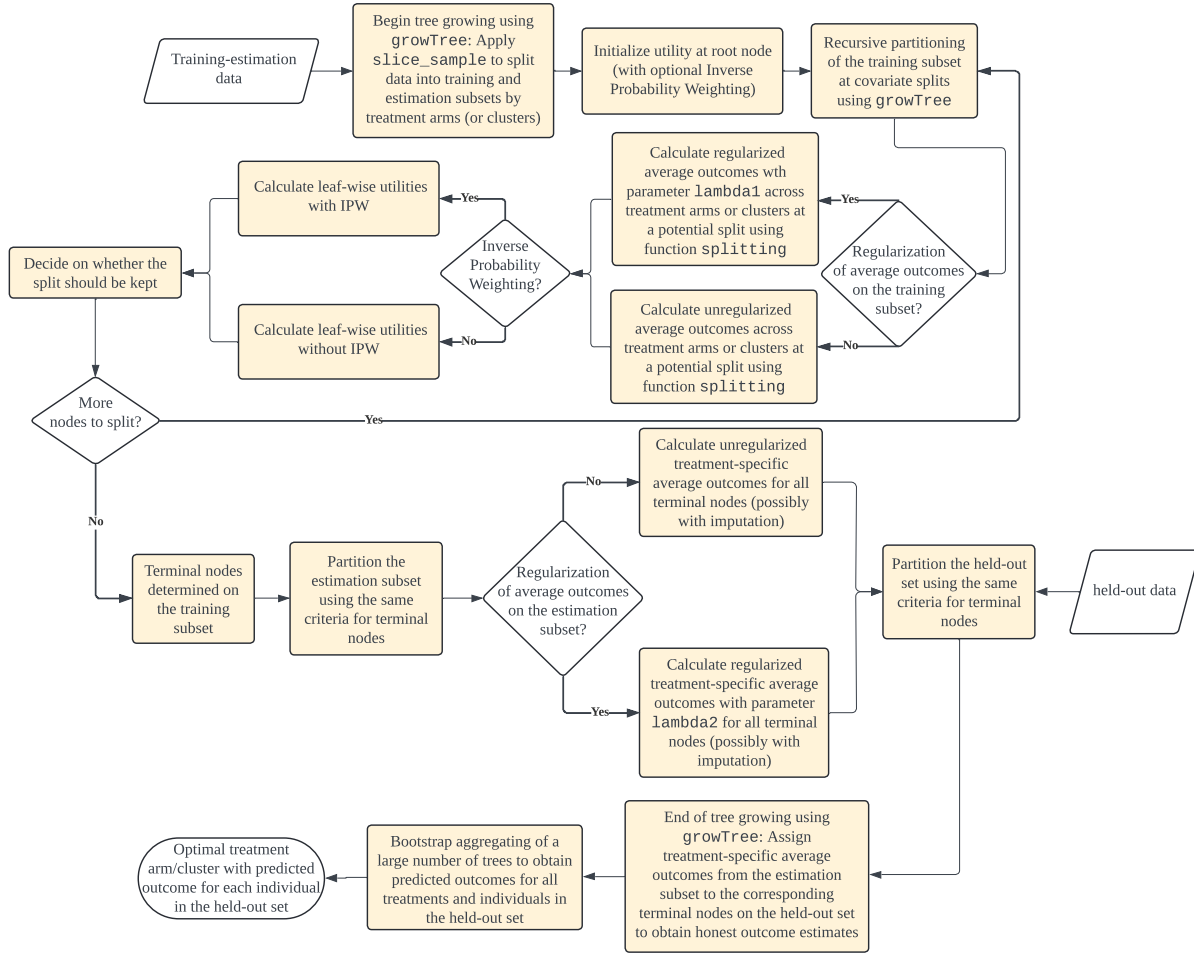 Training-estimation
data
Begin tree growing using
growTree: Apply
slice_sample to split
data into training and
estimation subsets by
treatment arms (or clusters)
Initialize utility at root node
(with optional Inverse
Probability Weighting)
Recursive partitioning
of the training subset
at covariate splits
using growTree
Regularization
of average outcomes
on the training
subset?
Yes
Calculate regularized
average outcomes wth
parameter lambda1 across
treatment arms or clusters at
a potential split using
function splitting
No
Calculate unregularized
average outcomes across
treatment arms or clusters at
a potential split using
function splitting
Inverse
Probability
Weighting?
Yes
Calculate leaf-wise utilities
with IPW
No
Calculate leaf-wise utilities
without IPW
Decide on whether the
split should be kept
More
nodes to split?
Yes
No
Terminal nodes
determined on
the training
subset
Partition the
estimation subset
using the same
criteria for terminal
nodes
Regularization
of average outcomes
on the estimation
subset?
No
Calculate unregularized
treatment-specific
average outcomes for all
terminal nodes (possibly
with imputation)
Yes
Calculate regularized
treatment-specific average
outcomes with parameter
lambda2 for all terminal
nodes (possibly with
imputation)
Partition the held-out
set using the same
criteria for terminal
nodes
held-out data
End of tree growing using
growTree: Assign
treatment-specific average
outcomes from the estimation
subset to the corresponding
terminal nodes on the held-out set
to obtain honest outcome estimates
Bootstrap aggregating of a
large number of trees to obtain
predicted outcomes for all
treatments and individuals in
the held-out set
Optimal treatment
arm/cluster with predicted
outcome for each individual
in the held-out set